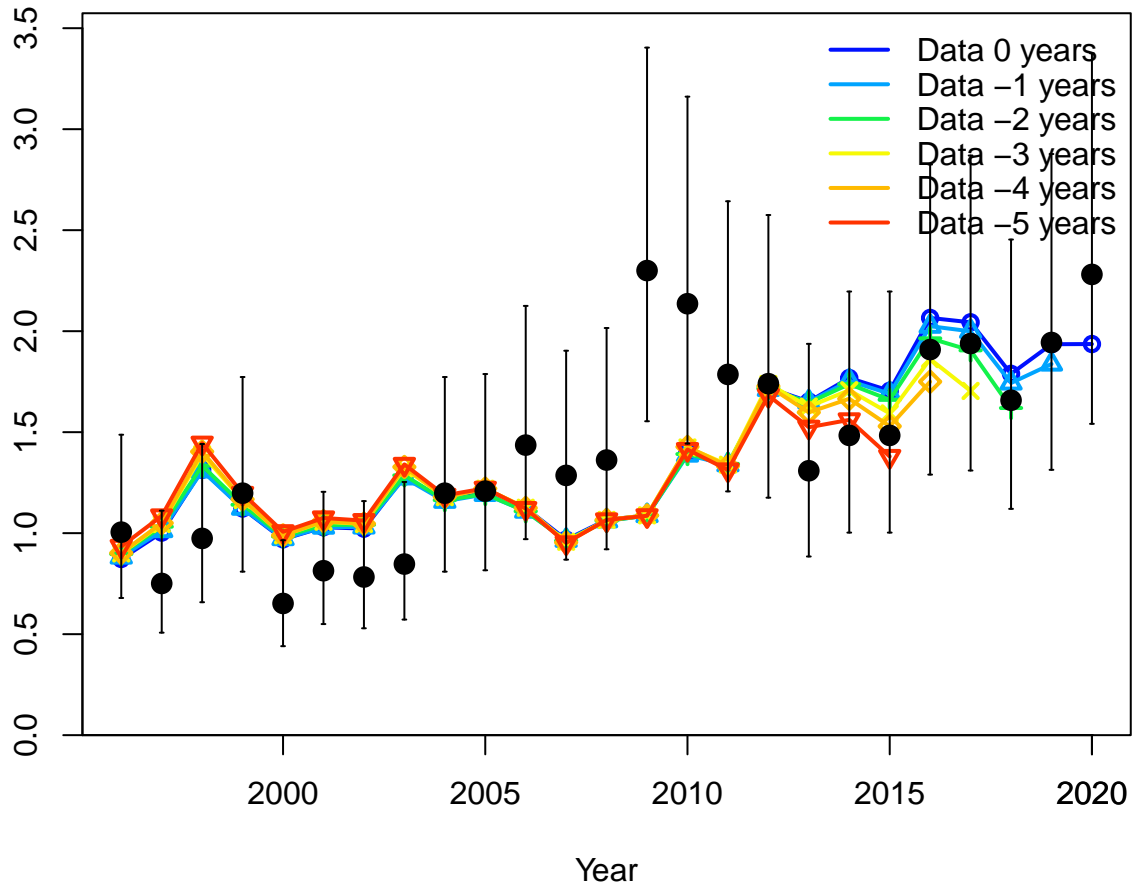 3.5
3.0
2.5
2.0
1.5
1.0
0.5
0.0
Data 0 years
Data −1 years
Data −2 years
Data −3 years
Data −4 years
Data −5 years
2000 2005 2010 2015 2020
Year